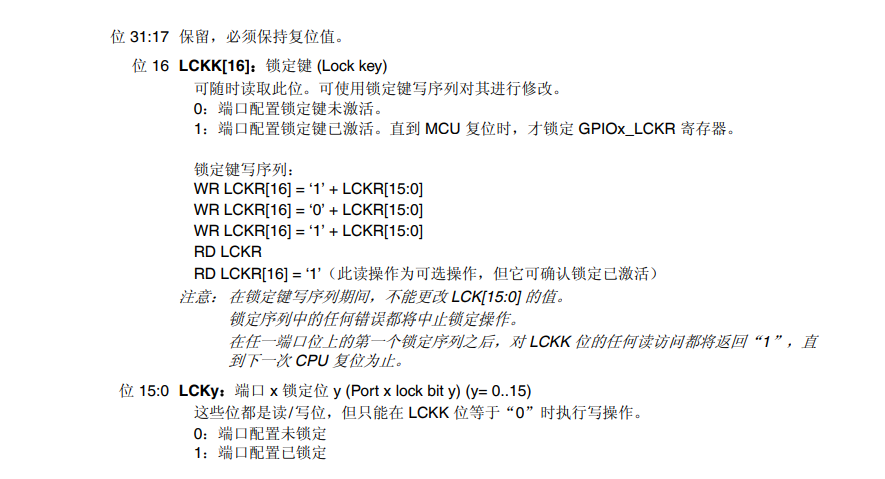 位 31:17 保留，必须保持复位值。
位 16 LCKK[16]：锁定键 (Lock key)
可随时读取此位。可使用锁定键写序列对其进行修改。
0：端口配置锁定键未激活。
1：端口配置锁定键已激活。直到 MCU 复位时，才锁定 GPIOx_LCKR 寄存器。
锁定键写序列：
WR LCKR[16] = ‘1’ + LCKR[15:0]
WR LCKR[16] = ‘0’ + LCKR[15:0]
WR LCKR[16] = ‘1’ + LCKR[15:0]
RD LCKR
RD LCKR[16] = ‘1’（此读操作为可选操作，但它可确认锁定已激活）
注意： 在锁定键写序列期间，不能更改 LCK[15:0] 的值。
锁定序列中的任何错误都将中止锁定操作。
在任一端口位上的第一个锁定序列之后，对 LCKK 位的任何读访问都将返回“1”，直
到下一次 CPU 复位为止。
位 15:0 LCKy：端口 x 锁定位 y (Port x lock bit y) (y= 0..15)
这些位都是读/写位，但只能在 LCKK 位等于“0”时执行写操作。
0：端口配置未锁定
1：端口配置已锁定